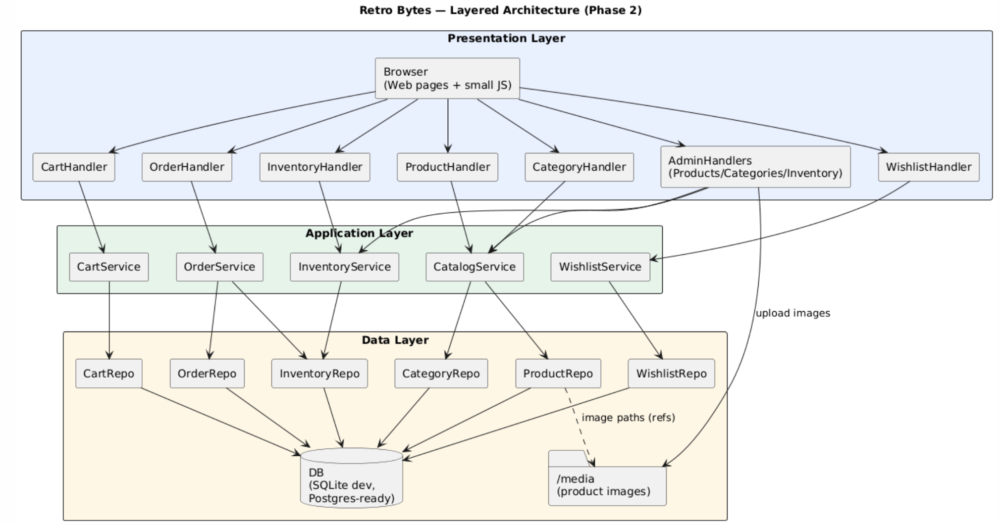 Retro Bytes — Layered Architecture (Phase 2)
Presentation Layer
Browser
(Web pages + small JS)
CartHandler
OrderHandler
InventoryHandler
ProductHandler
CategoryHandler
AdminHandlers
(Products/Categories/Inventory)
WishlistHandler
Application Layer
CartService
OrderService
InventoryService
CatalogService
WishlistService
upload images
Data Layer
CartRepo
OrderRepo
InventoryRepo
CategoryRepo
ProductRepo
WishlistRepo
image paths (refs)
DB
(SQLite dev,
Postgres-ready)
/media
(product images)